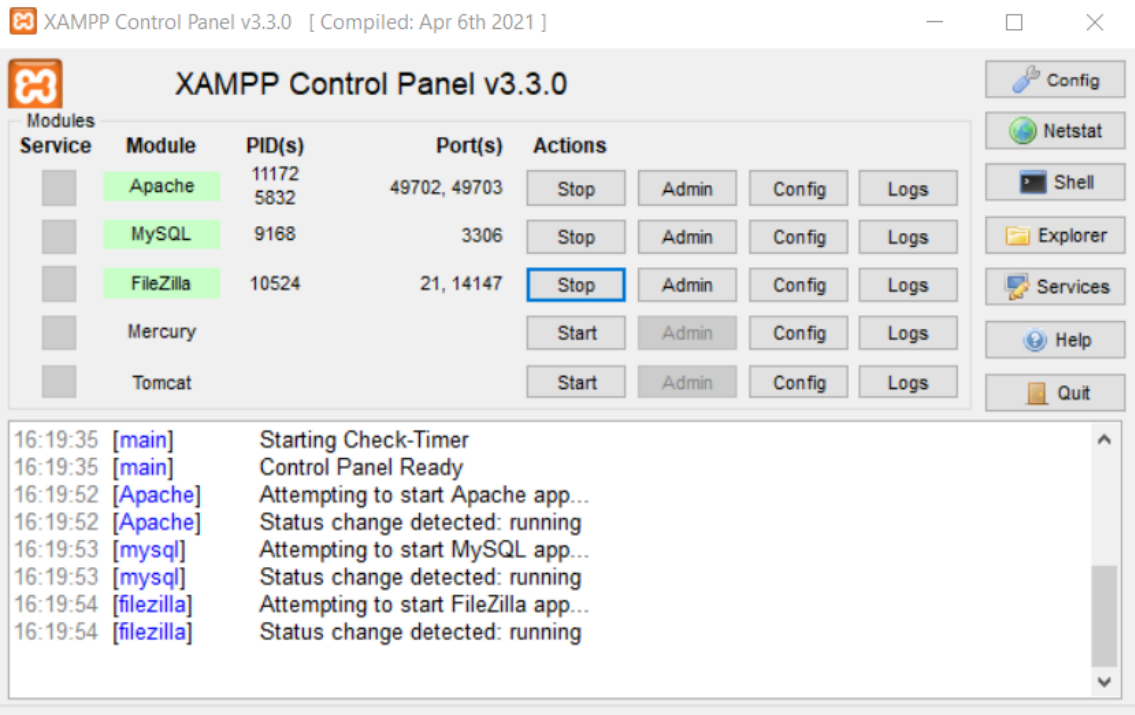 XAMPP Control Panel v3.3.0 [ Compiled: Apr 6th 2021 ]
XAMPP Control Panel v3.3.0
Config
Modules
Service Module PID(s) Port(s) Actions
Netstat
Apache 11172 5832 49702, 49703 Stop Admin Config Logs
Shell
MySQL 9168 3306 Stop Admin Config Logs
Explorer
FileZilla 10524 21, 14147 Stop Admin Config Logs
Services
Mercury Start Admin Config Logs
Help
Tomcat Start Admin Config Logs
Quit
16:19:35 [main] Starting Check-Timer
16:19:35 [main] Control Panel Ready
16:19:52 [Apache] Attempting to start Apache app...
16:19:52 [Apache] Status change detected: running
16:19:53 [mysql] Attempting to start MySQL app...
16:19:53 [mysql] Status change detected: running
16:19:54 [filezilla] Attempting to start FileZilla app...
16:19:54 [filezilla] Status change detected: running